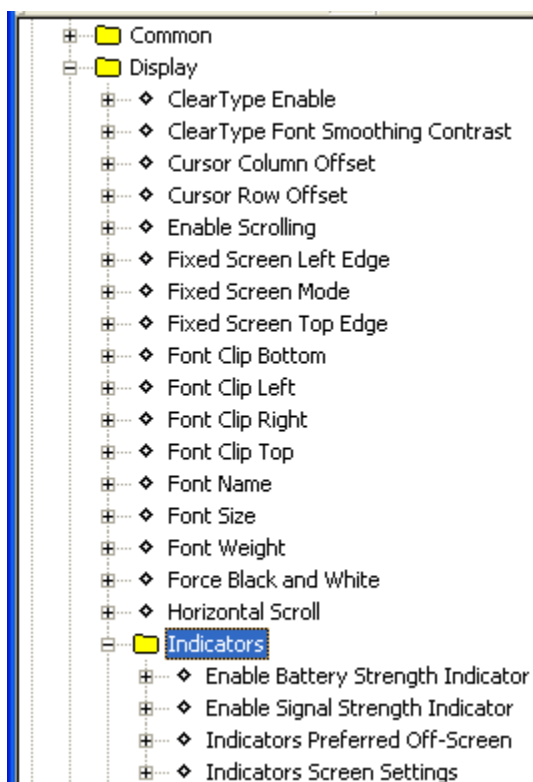 Common
Display
ClearType Enable
ClearType Font Smoothing Contrast
Cursor Column Offset
Cursor Row Offset
Enable Scrolling
Fixed Screen Left Edge
Fixed Screen Mode
Fixed Screen Top Edge
Font Clip Bottom
Font Clip Left
Font Clip Right
Font Clip Top
Font Name
Font Size
Font Weight
Force Black and White
Horizontal Scroll
Indicators
Enable Battery Strength Indicator
Enable Signal Strength Indicator
Indicators Preferred Off-Screen
Indicators Screen Settings